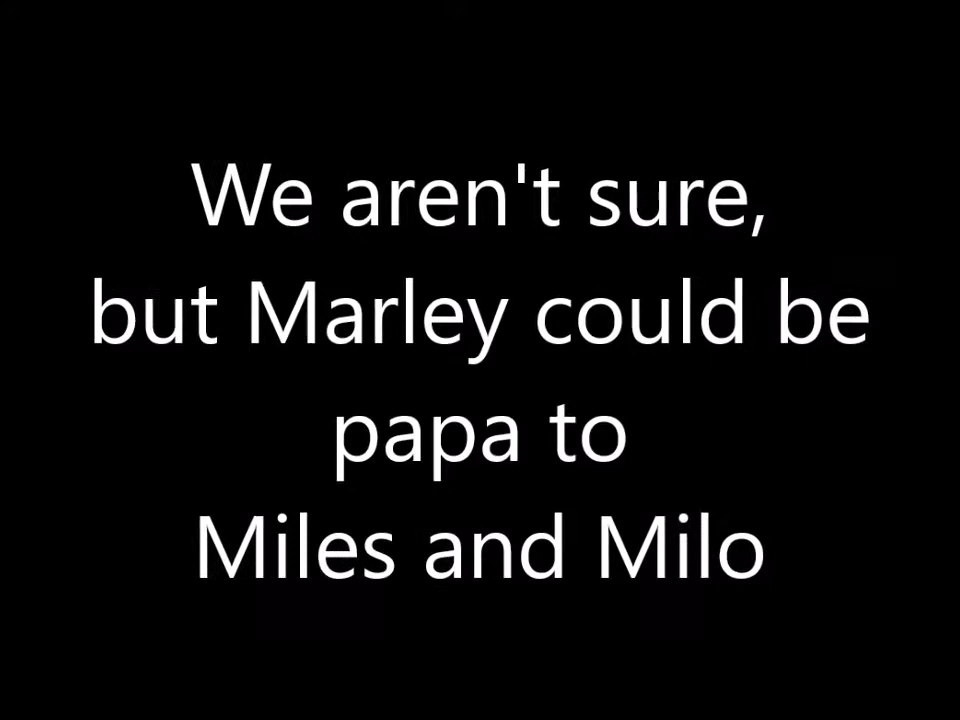 We aren't sure,
but Marley could be
papa to
Miles and Milo